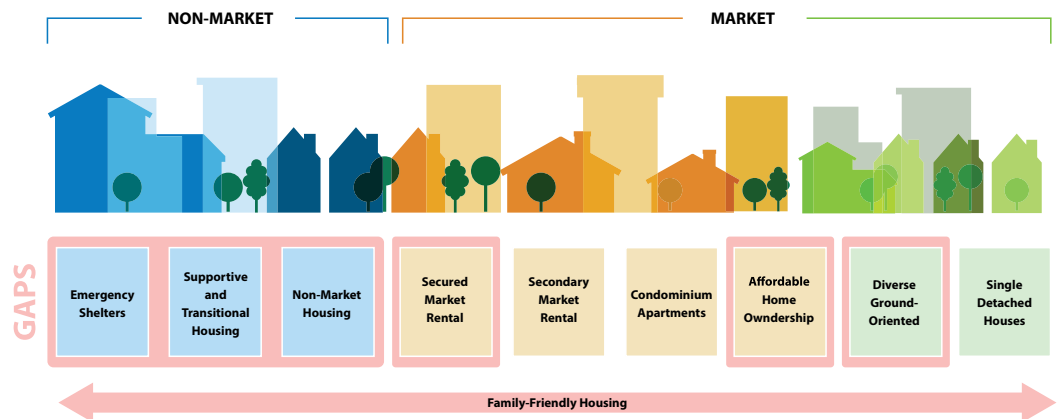 NON-MARKET
MARKET
GAPS
Emergency
Shelters
Supportive
and
Transitional
Housing
Non-Market
Housing
Secured
Market
Rental
Secondary
Market
Rental
Condominium
Apartments
Affordable
Home
Owndership
Diverse
Ground-
Oriented
Single
Detached
Houses
Family-Friendly Housing